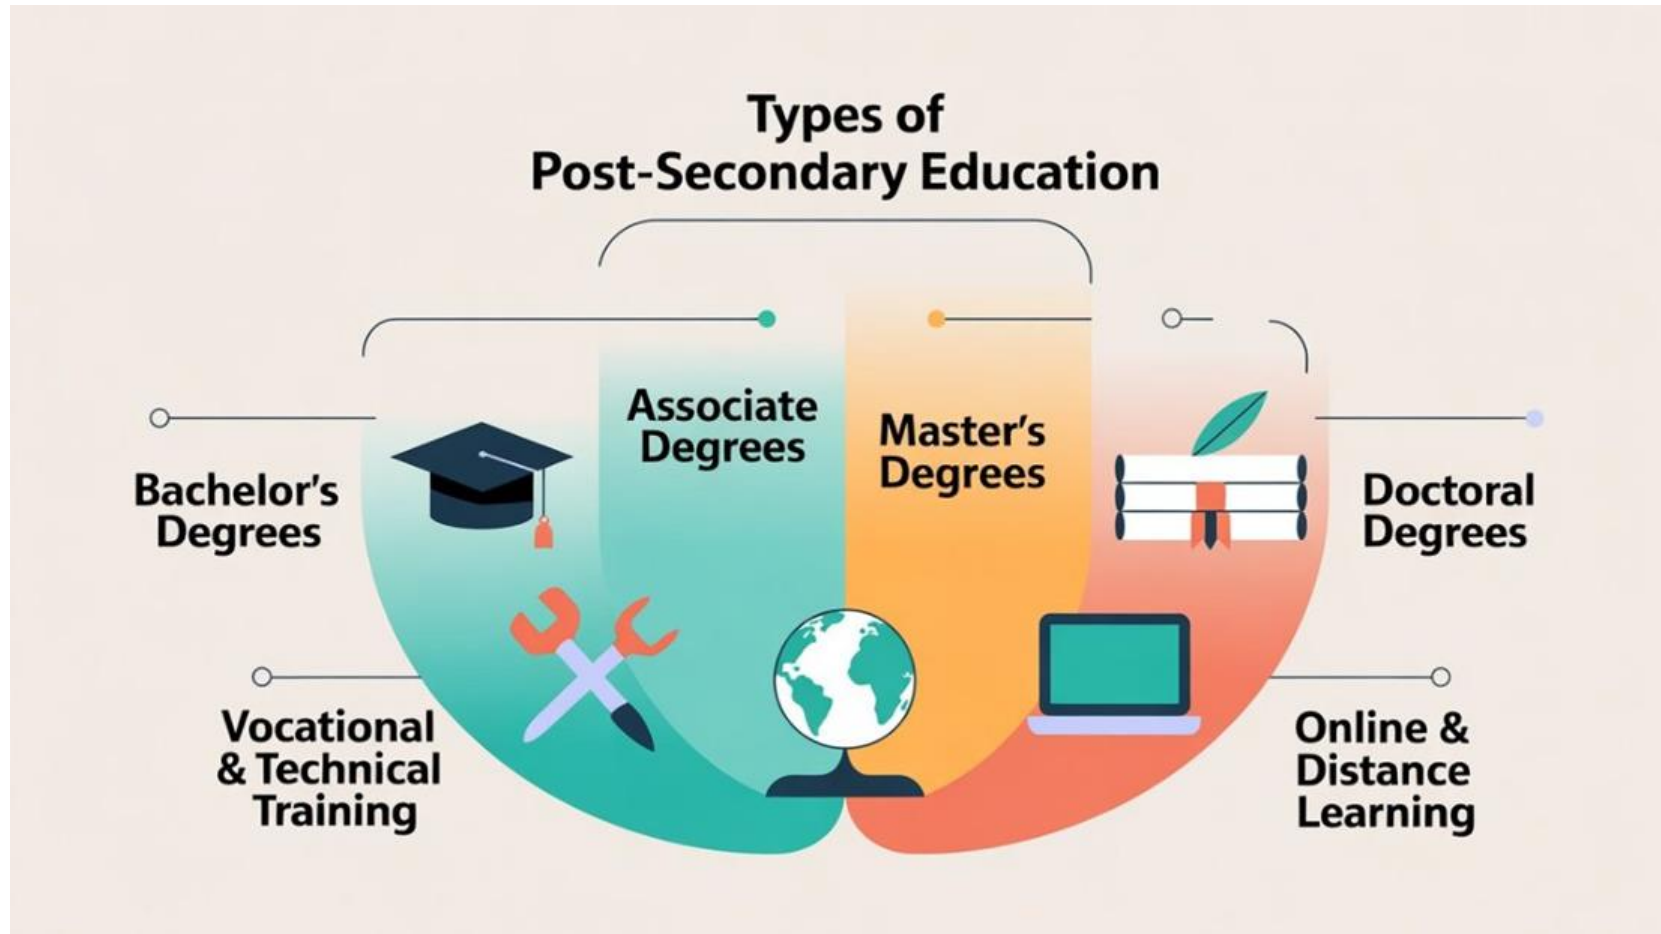 Types of
Post-Secondary Education
Associate
Degrees
Master's
Degrees
Bachelor's
Degrees
Doctoral
Degrees
Vocational
& Technical
Training
Online &
Distance
Learning